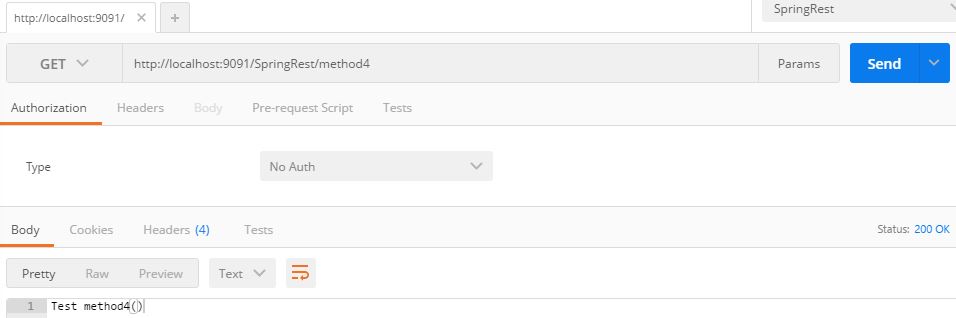 http://localhost:9091/ × + SpringRest
GET http://localhost:9091/SpringRest/method4 Params Send
Authorization Headers Body Pre-request Script Tests
Type No Auth
Body Cookies Headers (4) Tests Status: 200 OK
Pretty Raw Preview Text
1 Test method4()